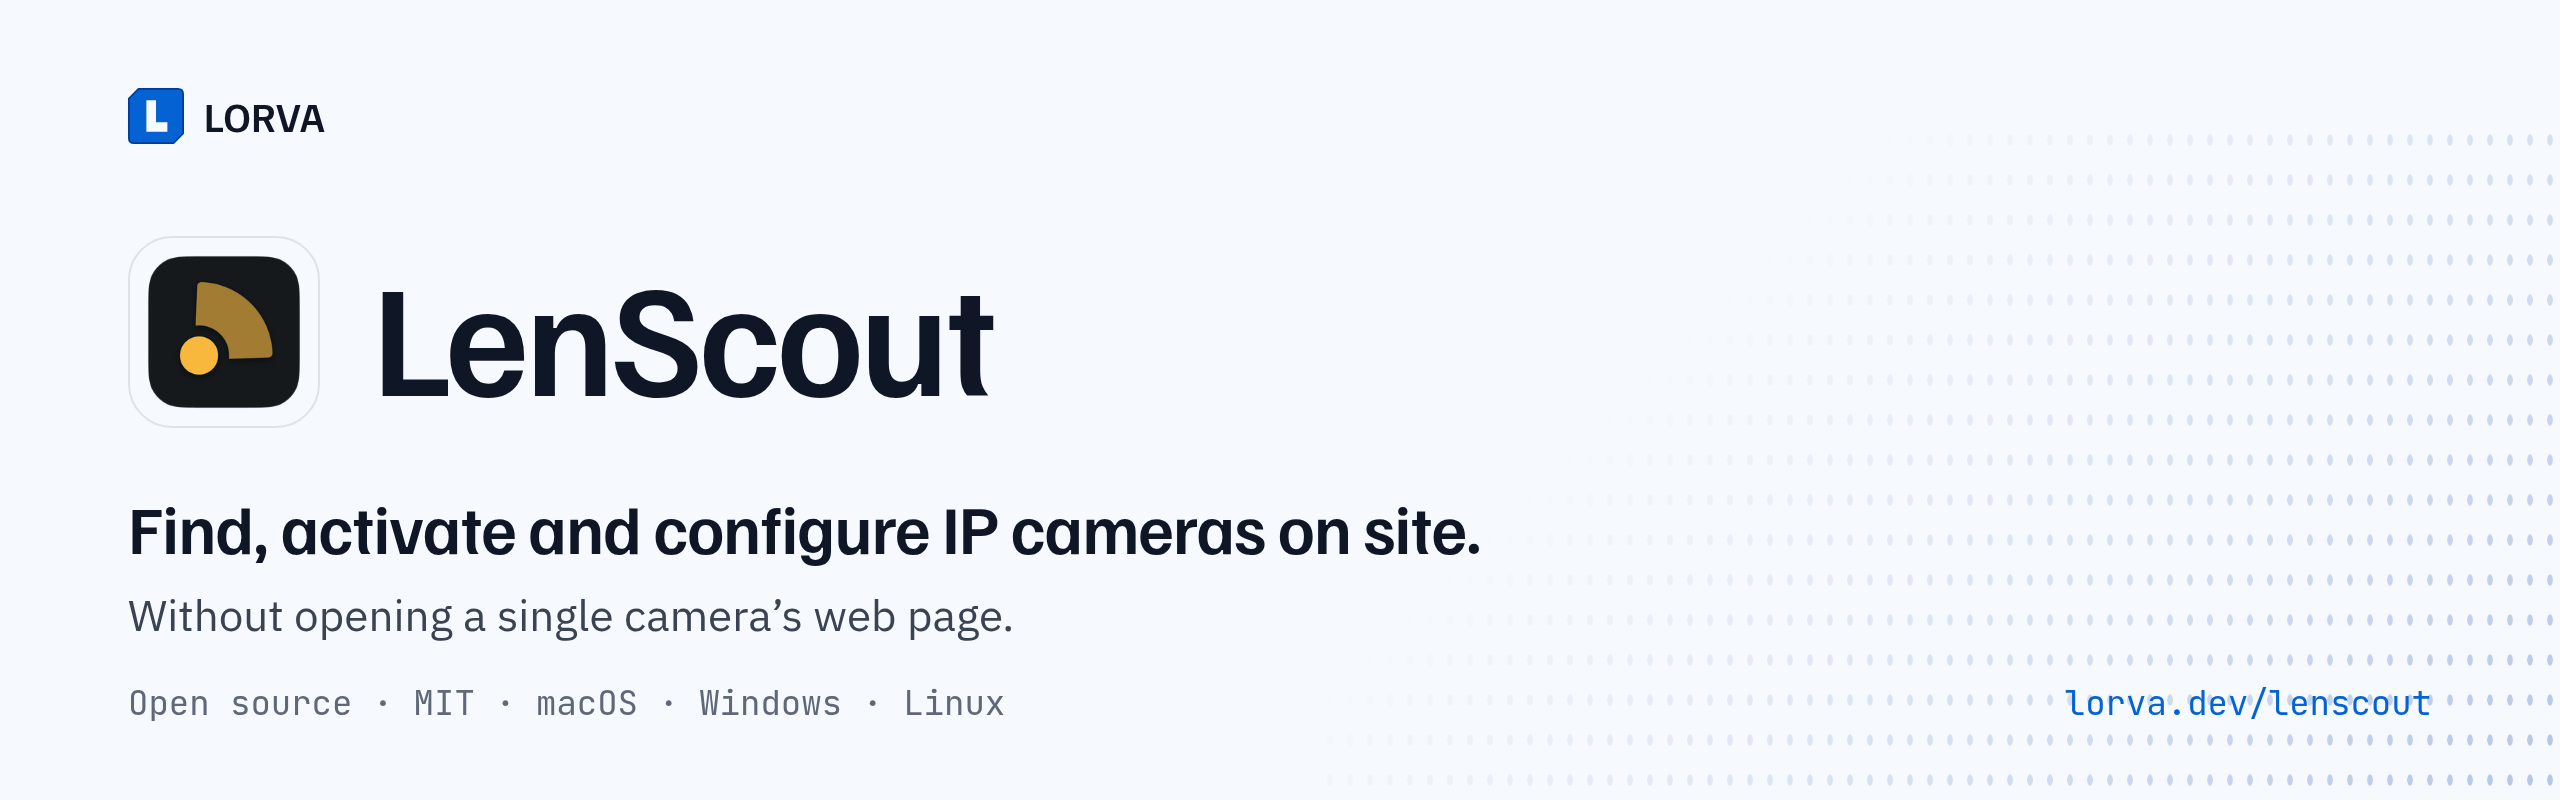 L LORVA
LenScout
Find, activate and configure IP cameras on site.
Without opening a single camera’s web page.
Open source · MIT · macOS · Windows · Linux
lorva.dev/lenscout